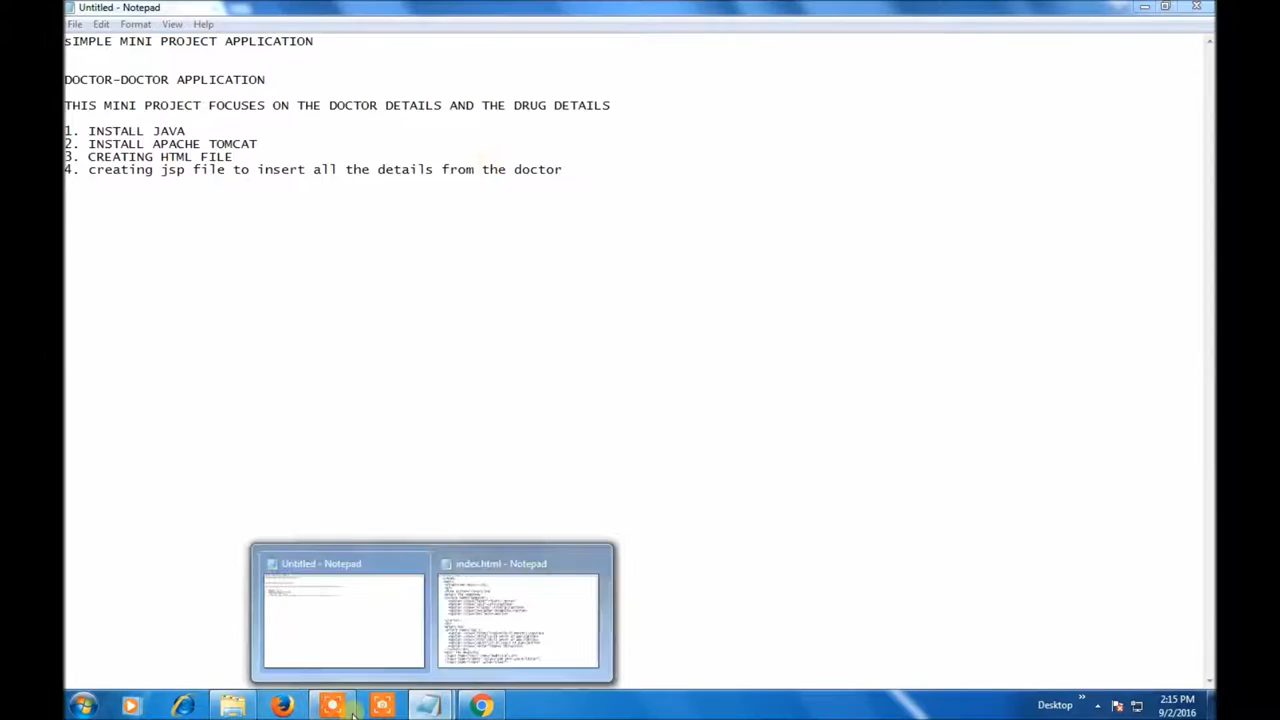 Untitled - Notepad
File Edit Format View Help
sIMPLE MINI PROJECT APPLICATION
DOCTOR-DOCTOR APPLICATION
THIS MINI PROJECT FOCUSES ON THE DOCTOR DETAILS AND THE DRUG DETAILS
1. INSTALL JAVA
2. INSTALL APACHE TOMCAT
3. CREATING HTML FILE
4. creating jsp file to insert all the details from the doctor
Untitled - Notepad
index.html - Notepad
Desktop
2:15 PM
9/2/2016